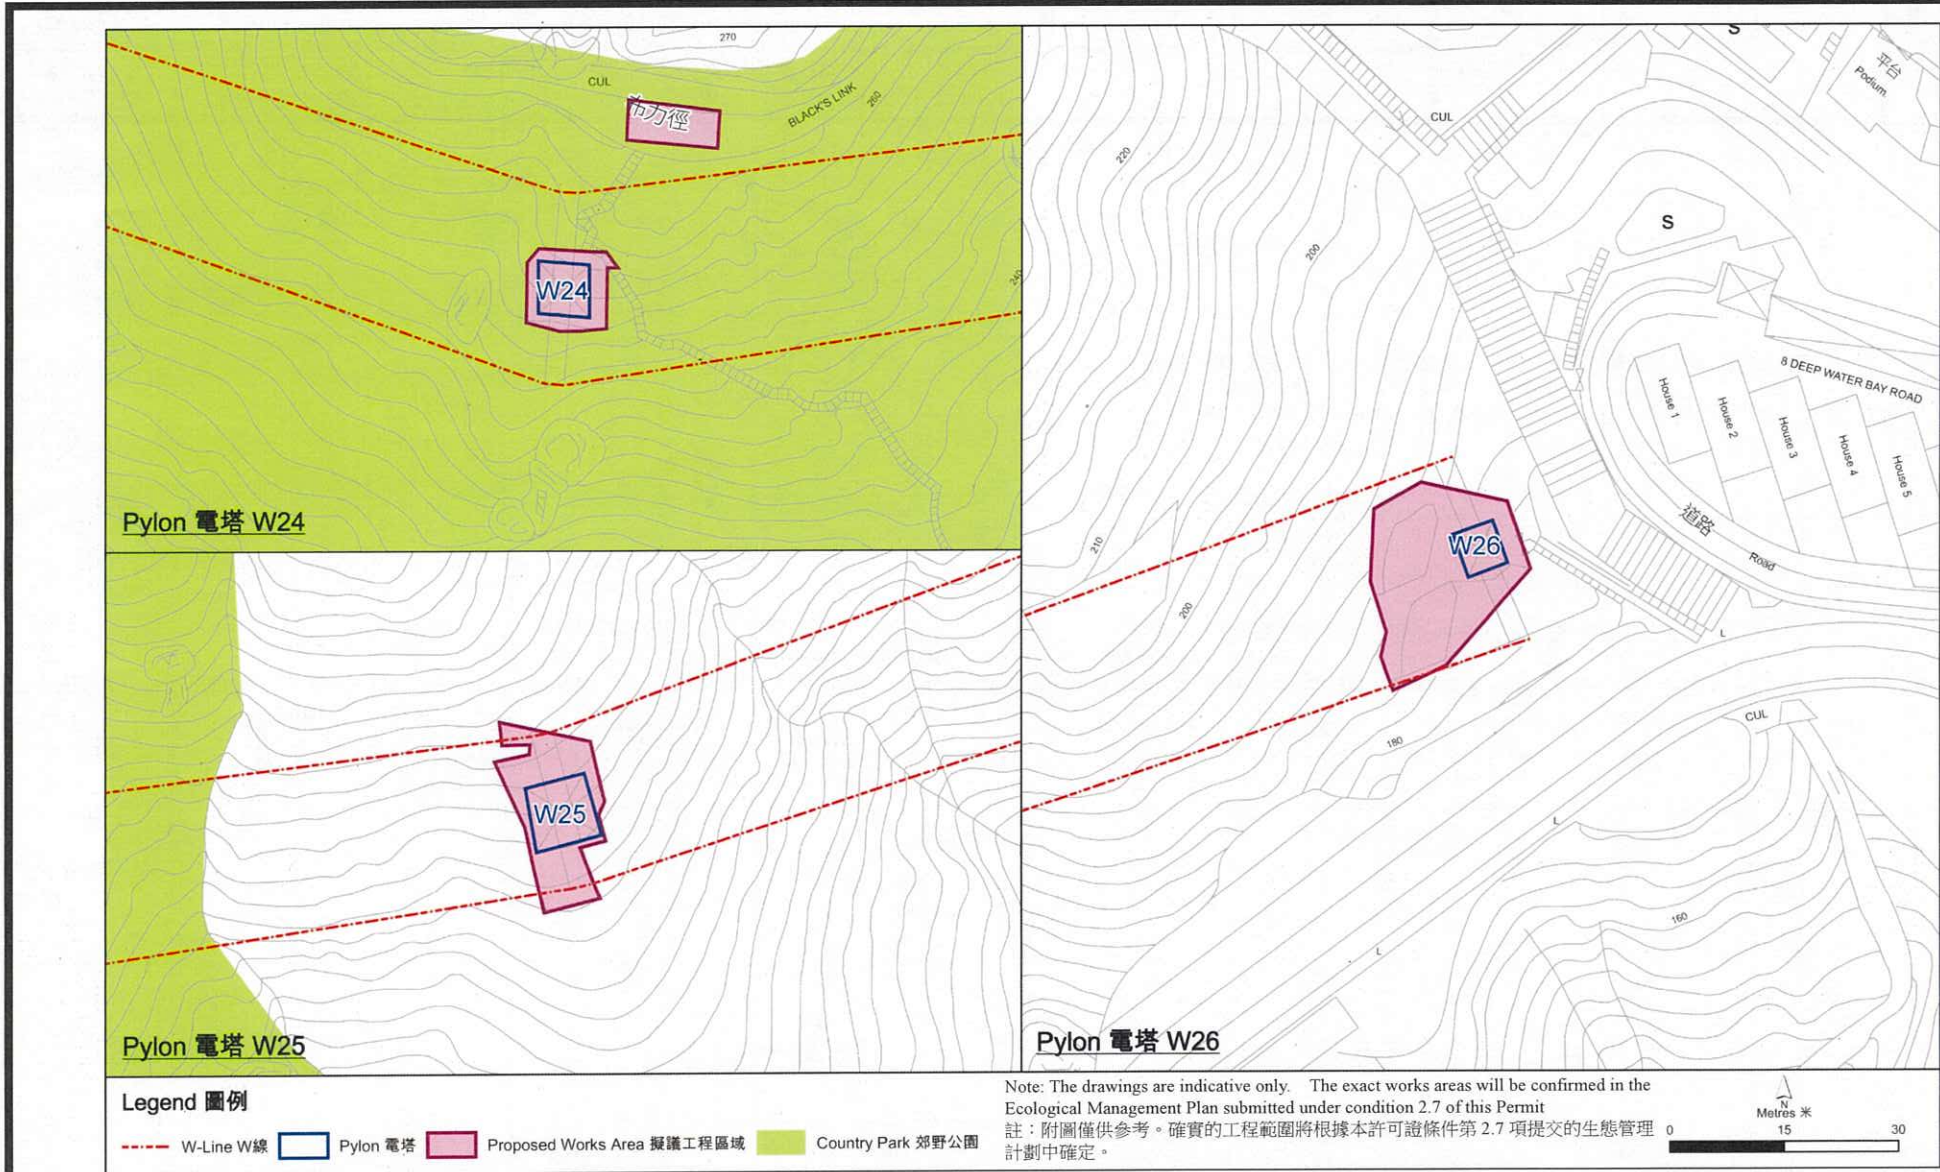 270
CUL
布力徑
BLACK'S LINK
260
240
W24
Pylon 電塔 W24
W25
Pylon 電塔 W25
S
平台
Podium
CUL
220
200
S
8 DEEP WATER BAY ROAD
House 1
House 2
House 3
House 4
House 5
道路
Road
W26
210
200
L
180
CUL
L
160
L
Pylon 電塔 W26
Legend 圖例
W-Line W線
Pylon 電塔
Proposed Works Area 擬議工程區域
Country Park 郊野公園
Note: The drawings are indicative only. The exact works areas will be confirmed in the
Ecological Management Plan submitted under condition 2.7 of this Permit
註：附圖僅供參考。確實的工程範圍將根據本許可證條件第 2.7 項提交的生態管理
計劃中確定。
N
Metres 米
0 15 30